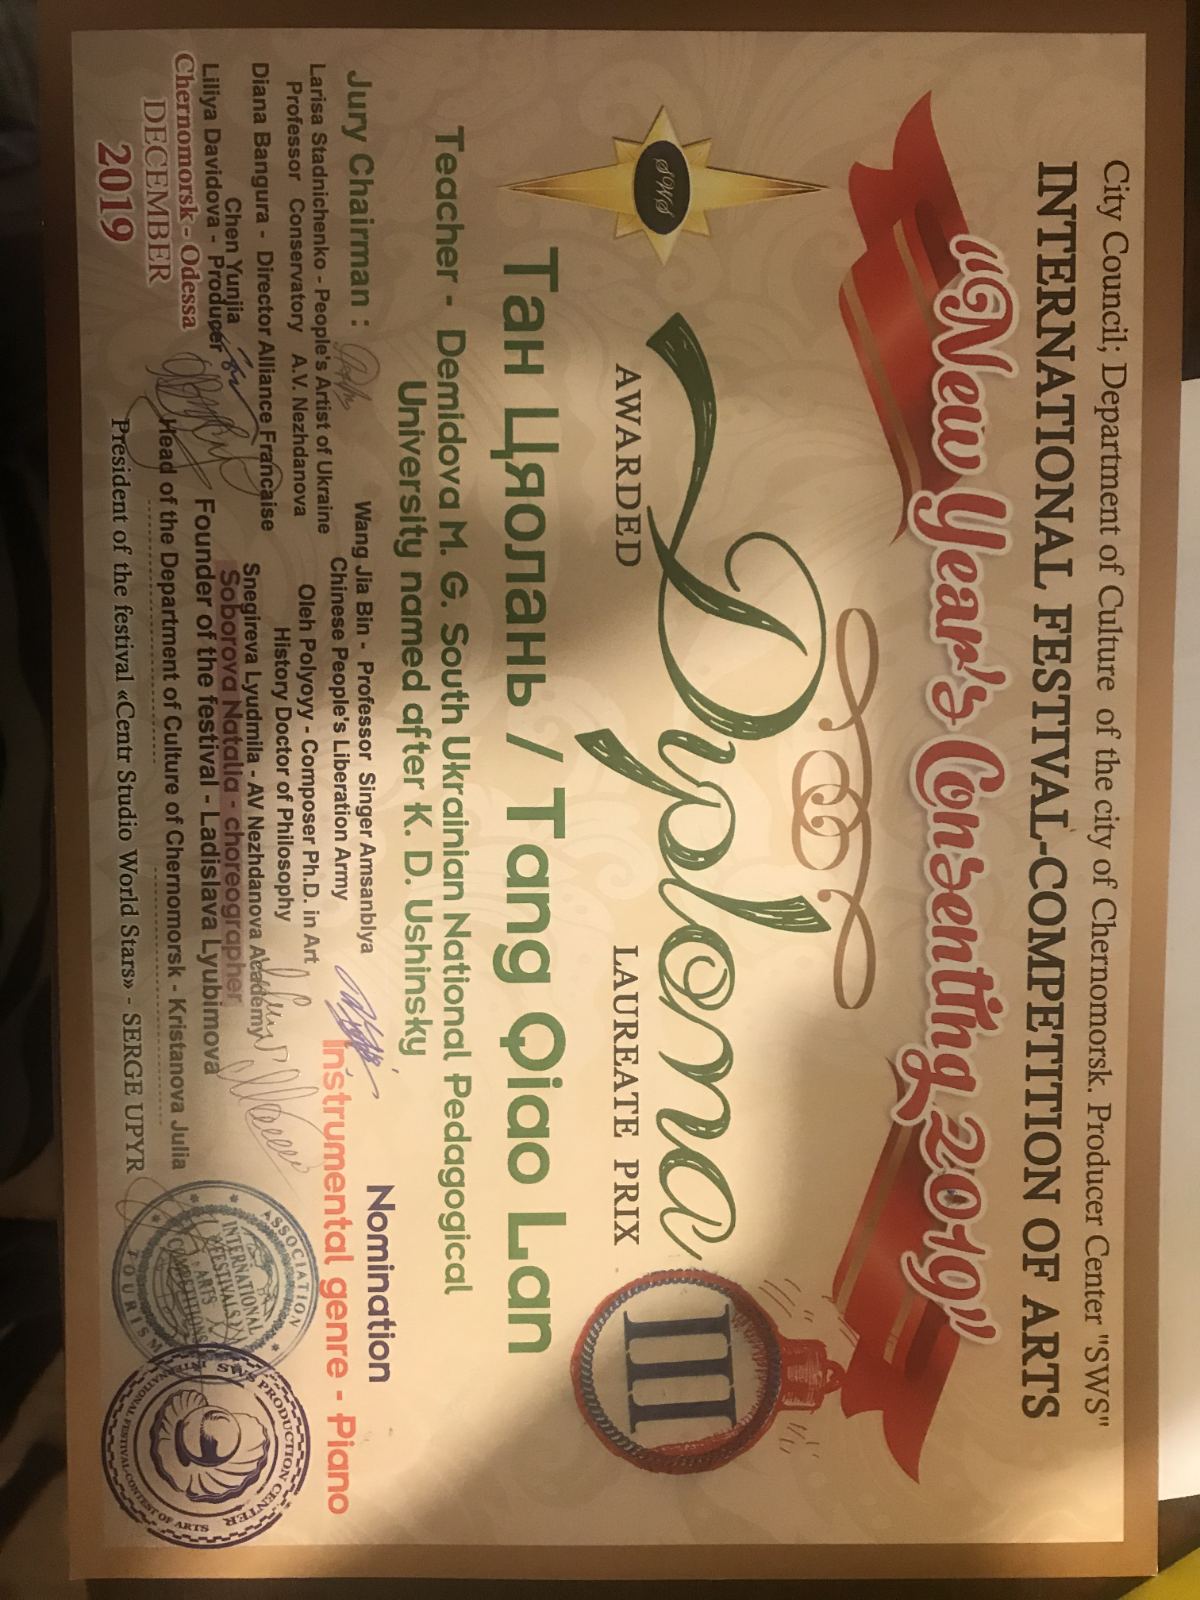 City Council; Department of Culture of the city of Chernomorsk. Producer Center "SWS"
INTERNATIONAL FESTIVAL-COMPETITION OF ARTS
"New Year's Consenting 2019"
SWS
Dyploma
AWARDED LAUREATE PRIX
III
Тан Цяолань / Tang Qiao Lan
Teacher - Demidova M. G. South Ukrainian National Pedagogical
University named after K. D. Ushinsky
Jury Chairman :
Larisa Stadnichenko - People's Artist of Ukraine
Professor Conservatory A.V. Nezhdanova
Diana Bangura - Director Alliance Francaise
Chen Yunjia
Liliya Davidova - Producer
Chernomorsk - Odessa
DECEMBER
2019
Wang Jia Bin - Professor Singer Amsanblya
Chinese People's Liberation Army
Oleh Polyoyy - Composer Ph.D. in Art,
History Doctor of Philosophy
Snegireva Lyudmila - AV Nezhdanova Academy
Soborova Natalia - choreographer
Founder of the festival - Ladislava Lyubimova
Head of the Department of Culture of Chernomorsk - Kristanova Julia
President of the festival «Centr Studio World Stars» - SERGE UPYR
Nomination
Instrumental genre - Piano
ASSOCIATION
INTERNATIONAL
FESTIVALS
ARTS
COMPETITIONS
TOURISM
SWS PRODUCTION CENTER
INTERNATIONAL FESTIVAL-CONTEST OF ARTS